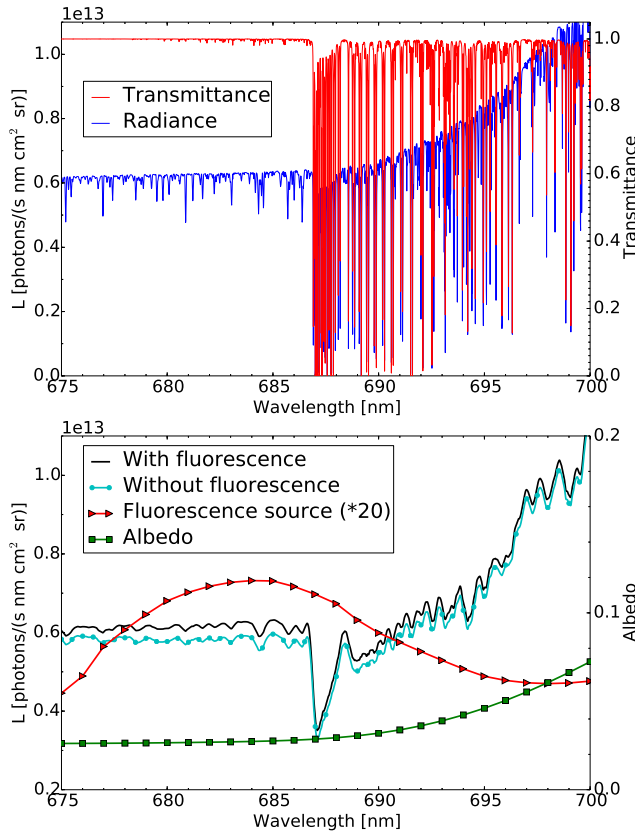 1e13
L [photons/(s nm cm² sr)]
1.0
0.8
0.6
0.4
0.2
0.0
Transmittance
Radiance
1.0
0.8
0.6
0.4
0.2
0.0
Transmittance
675 680 685 690 695 700
Wavelength [nm]
1e13
L [photons/(s nm cm² sr)]
1.0
0.8
0.6
0.4
0.2
With fluorescence
Without fluorescence
Fluorescence source (*20)
Albedo
0.2
0.1
0.0
Albedo
675 680 685 690 695 700
Wavelength [nm]